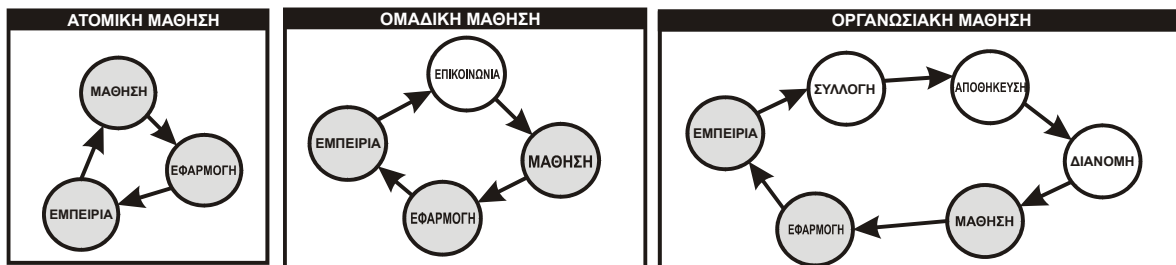 ΑΤΟΜΙΚΗ ΜΑΘΗΣΗ
ΜΑΘΗΣΗ
ΕΦΑΡΜΟΓΗ
ΕΜΠΕΙΡΙΑ
ΟΜΑΔΙΚΗ ΜΑΘΗΣΗ
ΕΠΙΚΟΙΝΩΝΙΑ
ΕΜΠΕΙΡΙΑ
ΜΑΘΗΣΗ
ΕΦΑΡΜΟΓΗ
ΟΡΓΑΝΩΣΙΑΚΗ ΜΑΘΗΣΗ
ΣΥΛΛΟΓΗ
ΑΠΟΘΗΚΕΥΣΗ
ΕΜΠΕΙΡΙΑ
ΔΙΑΝΟΜΗ
ΜΑΘΗΣΗ
ΕΦΑΡΜΟΓΗ